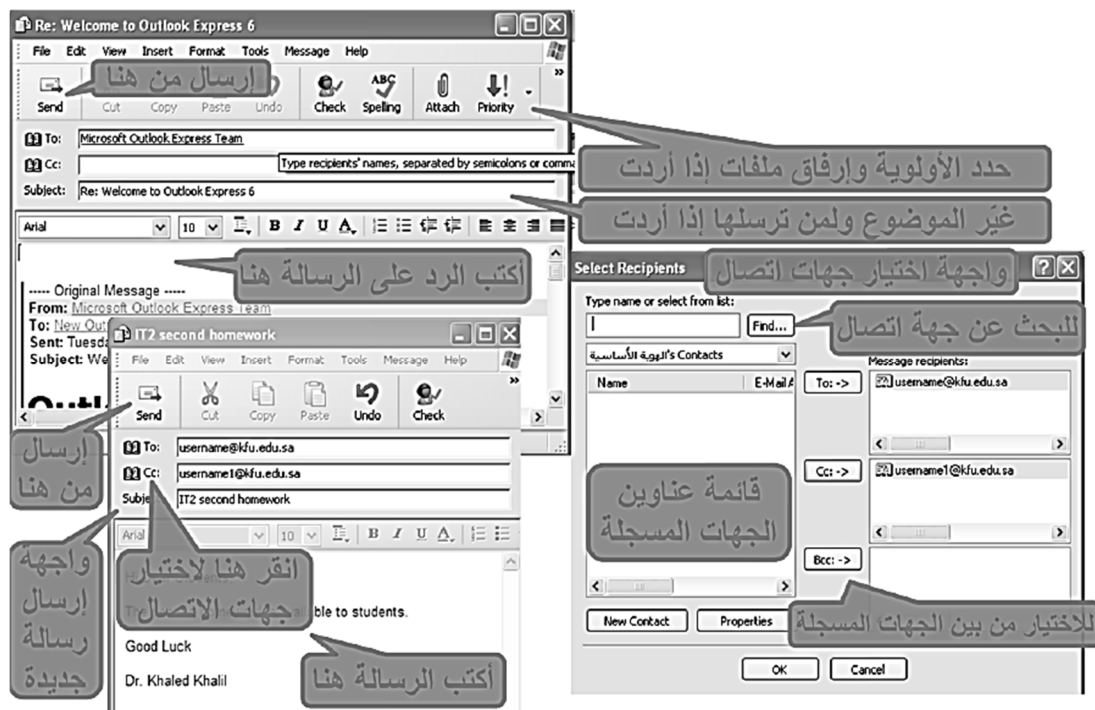 Re: Welcome to Outlook Express 6
File Edit View Insert Format Tools Message Help
إرسال من هنا
Send Cut Copy Paste Undo Check Spelling Attach Priority
حدد الأولوية وإرفاق ملفات إذا أردت
To: Microsoft Outlook Express Team
Cc:
Type recipients' names, separated by semicolons or comma
Subject: Re: Welcome to Outlook Express 6
غيّر الموضوع ولمن ترسلها إذا أردت
Arial 10 B I U A
أكتب الرد على الرسالة هنا
----- Original Message -----
From: Microsoft Outlook Express Team
To: New Out
Sent: Tuesda
Subject: We
IT2 second homework
File Edit View Insert Format Tools Message Help
Send Cut Copy Paste Undo Check
إرسال
من هنا
To: username@kfu.edu.sa
Cc: username1@kfu.edu.sa
Subje IT2 second homework
Arial 10 B I U A
واجهة
إرسال
رسالة
جديدة
انقر هنا لاختيار
جهات الاتصال
ble to students.
Good Luck
Dr. Khaled Khalil
أكتب الرسالة هنا
Select Recipients
واجهة اختيار جهات اتصال
Type name or select from list:
Find...
للبحث عن جهة اتصال
الهوية الأساسية's Contacts
Message recipients:
Name E-Mail A
To: -> username@kfu.edu.sa
Cc: -> username1@kfu.edu.sa
قائمة عناوين
الجهات المسجلة
Bcc: ->
للاختيار من بين الجهات المسجلة
New Contact Properties
OK Cancel